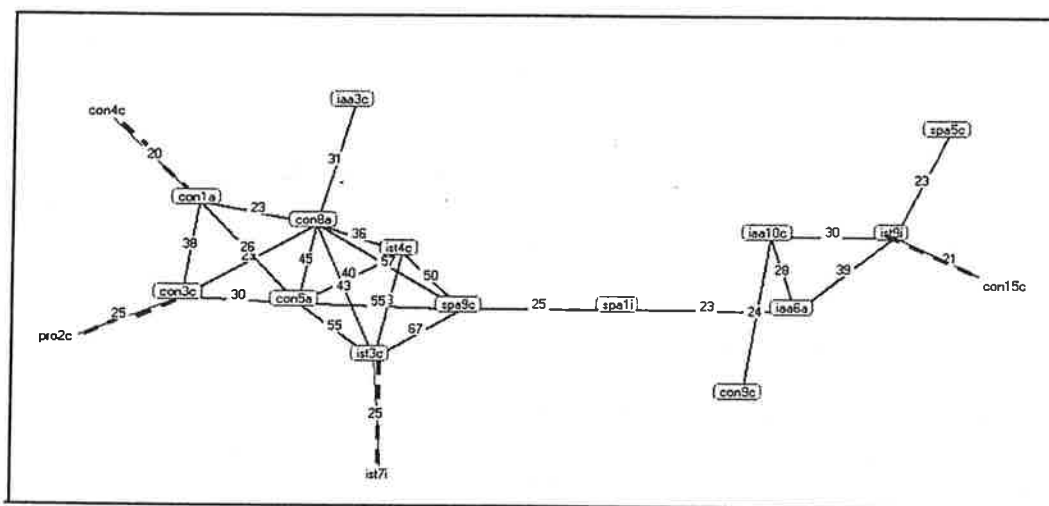 iaa3c
con4c
spa5c
20
31
23
con1a
23
con8a
36
ist4c
iaa10c
30
ist9i
38
26
45
40
57
50
28
39
21
con3c
30
con5a
43
55
spa9c
25
spa1i
23
24
iaa6a
con15c
25
55
67
pro2c
ist3c
con9c
25
ist7i